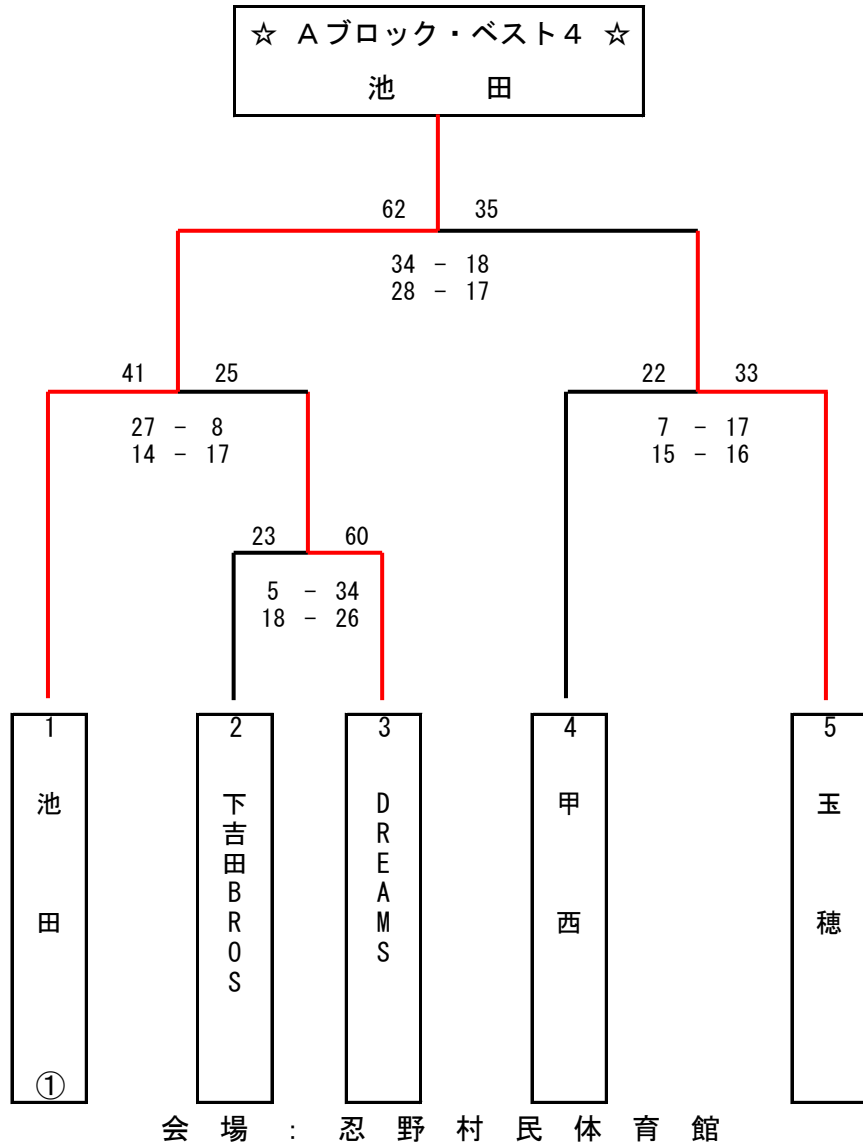 ☆ Aブロック・ベスト4 ☆
池 田
62 35
34 - 18
28 - 17
41 25
22 33
27 - 8
14 - 17
7 - 17
15 - 16
23 60
5 - 34
18 - 26
1 池田 ①
2 下吉田BROS
3 DREAMS
4 甲西
5 玉穂
会 場 : 忍 野 村 民 体 育 館